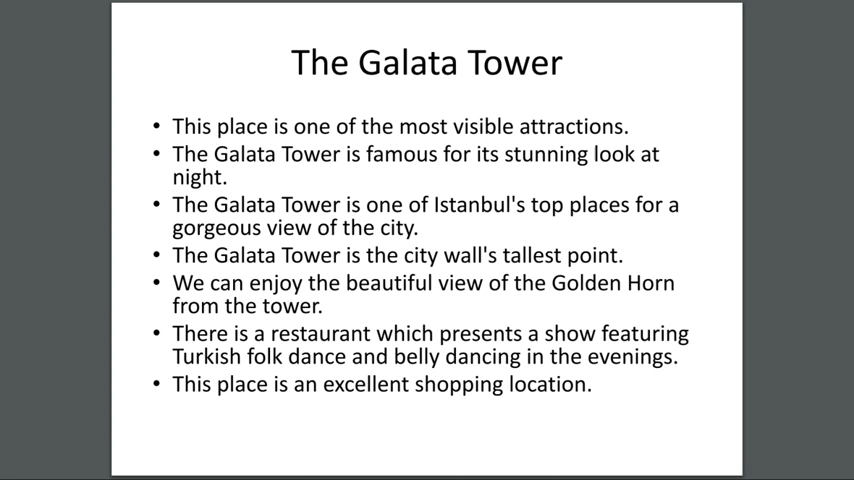 The Galata Tower
• This place is one of the most visible attractions.
• The Galata Tower is famous for its stunning look at
night.
• The Galata Tower is one of Istanbul's top places for a
gorgeous view of the city.
• The Galata Tower is the city wall's tallest point.
• We can enjoy the beautiful view of the Golden Horn
from the tower.
• There is a restaurant which presents a show featuring
Turkish folk dance and belly dancing in the evenings.
• This place is an excellent shopping location.